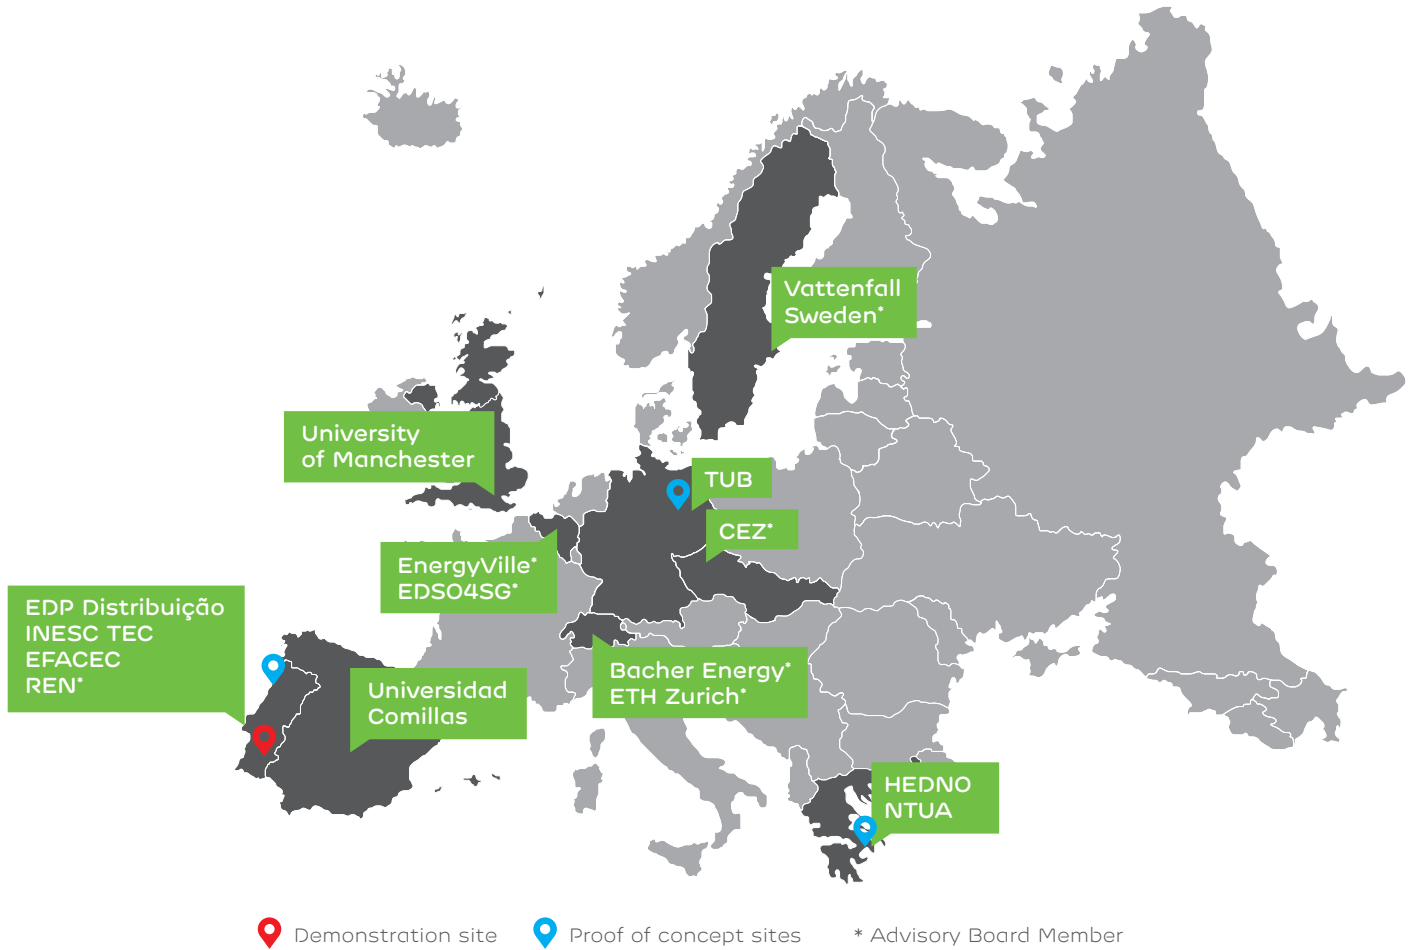 Vattenfall
Sweden*
University
of Manchester
TUB
CEZ*
EnergyVille*
EDSO4SG*
EDP Distribuição
INESC TEC
EFACEC
REN*
Universidad
Comillas
Bacher Energy*
ETH Zurich*
HEDNO
NTUA
Demonstration site
Proof of concept sites
* Advisory Board Member